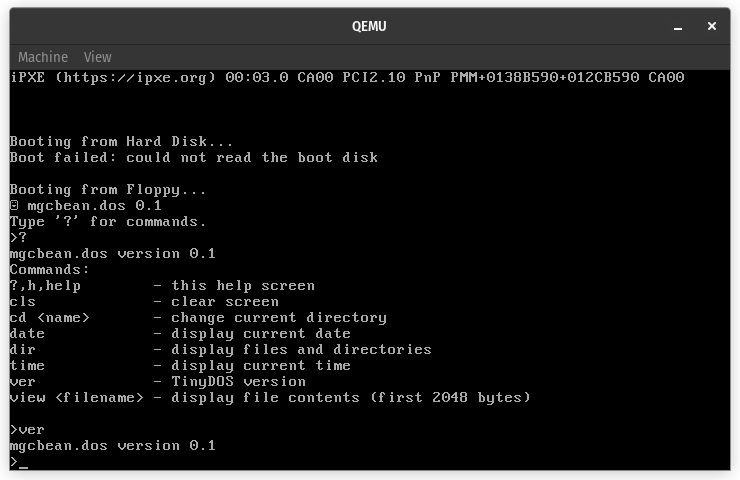 QEMU
Machine View
iPXE (https://ipxe.org) 00:03.0 CA00 PCI2.10 PnP PMM+0138B590+012CB590 CA00
Booting from Hard Disk...
Boot failed: could not read the boot disk
Booting from Floppy...
mgcbean.dos 0.1
Type '?' for commands.
>?
mgcbean.dos version 0.1
Commands:
?,h,help - this help screen
cls - clear screen
cd <name> - change current directory
date - display current date
dir - display files and directories
time - display current time
ver - TinyDOS version
view <filename> - display file contents (first 2048 bytes)
>ver
mgcbean.dos version 0.1
>_